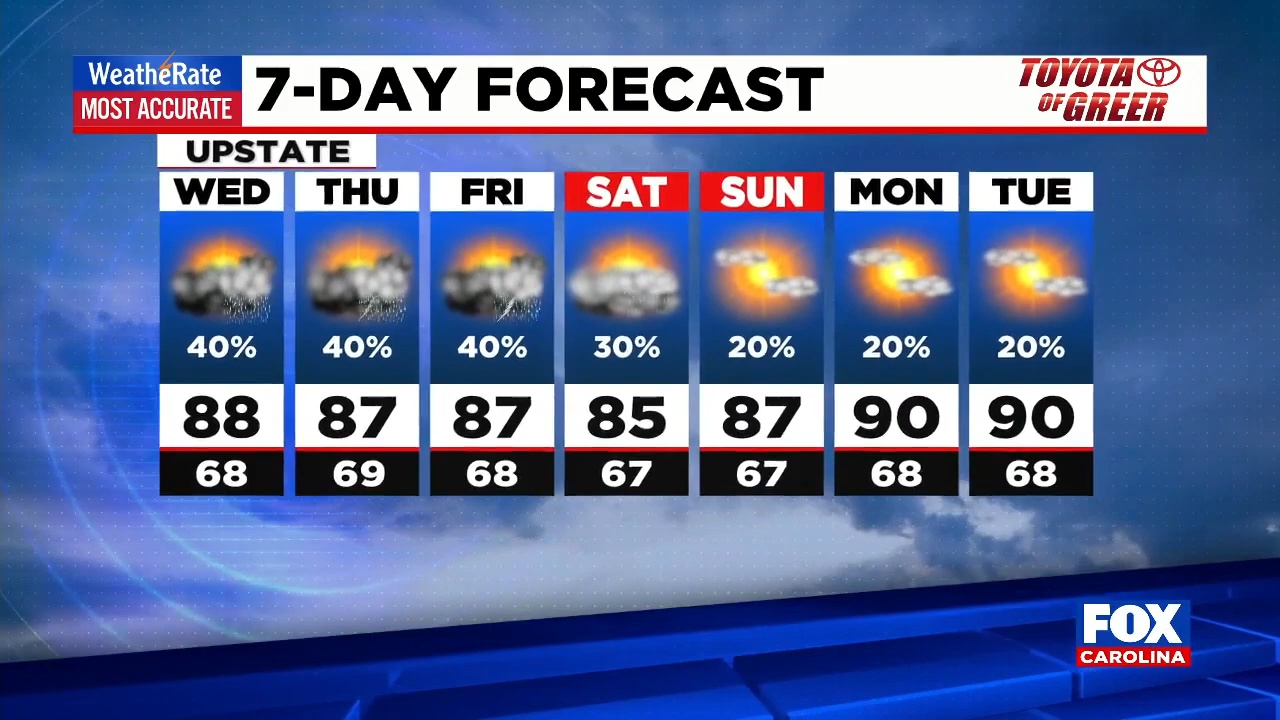 WeatheRate
MOST ACCURATE
7-DAY FORECAST
TOYOTA
OF GREER
UPSTATE
WED THU FRI SAT SUN MON TUE
40% 40% 40% 30% 20% 20% 20%
88 87 87 85 87 90 90
68 69 68 67 67 68 68
FOX
CAROLINA